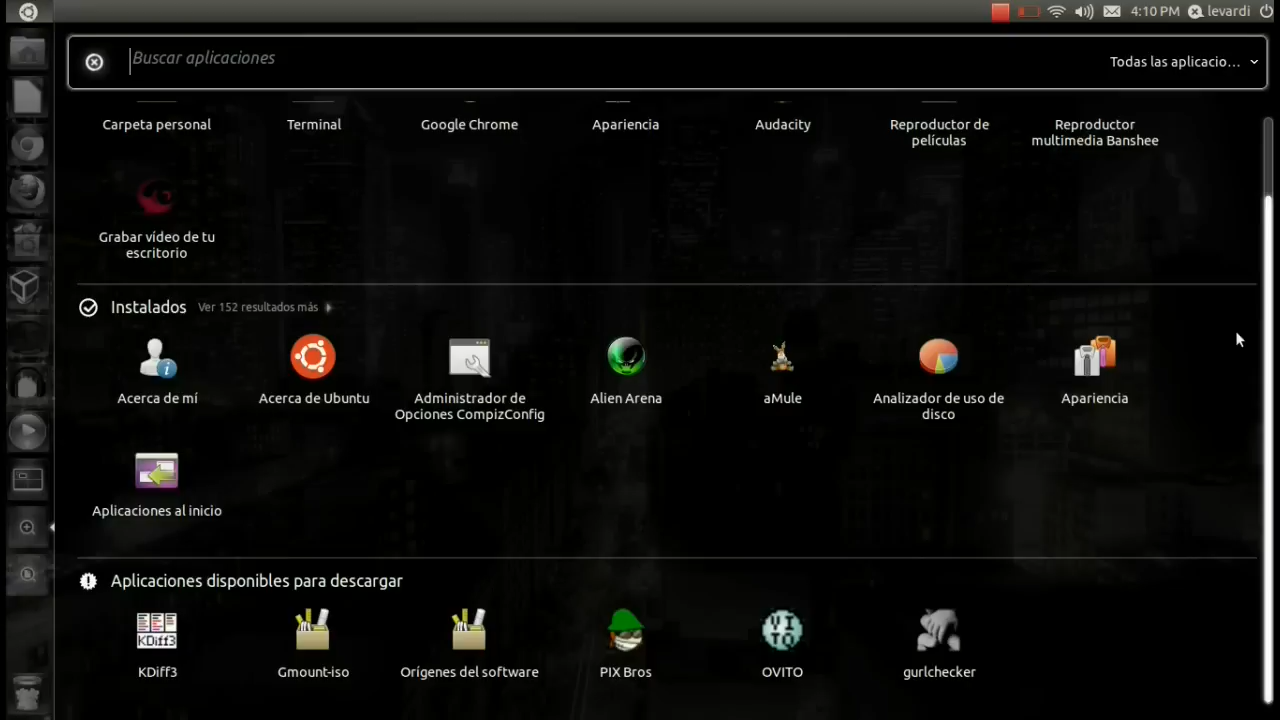 4:10 PM levardi
Buscar aplicaciones
Todas las aplicacio...
Carpeta personal
Terminal
Google Chrome
Apariencia
Audacity
Reproductor de
películas
Reproductor
multimedia Banshee
Grabar vídeo de tu
escritorio
Instalados Ver 152 resultados más
Acerca de mí
Acerca de Ubuntu
Administrador de
Opciones CompizConfig
Alien Arena
aMule
Analizador de uso de
disco
Apariencia
Aplicaciones al inicio
Aplicaciones disponibles para descargar
KDiff3
VI
TO
KDiff3
Gmount-iso
Orígenes del software
PIX Bros
OVITO
gurlchecker